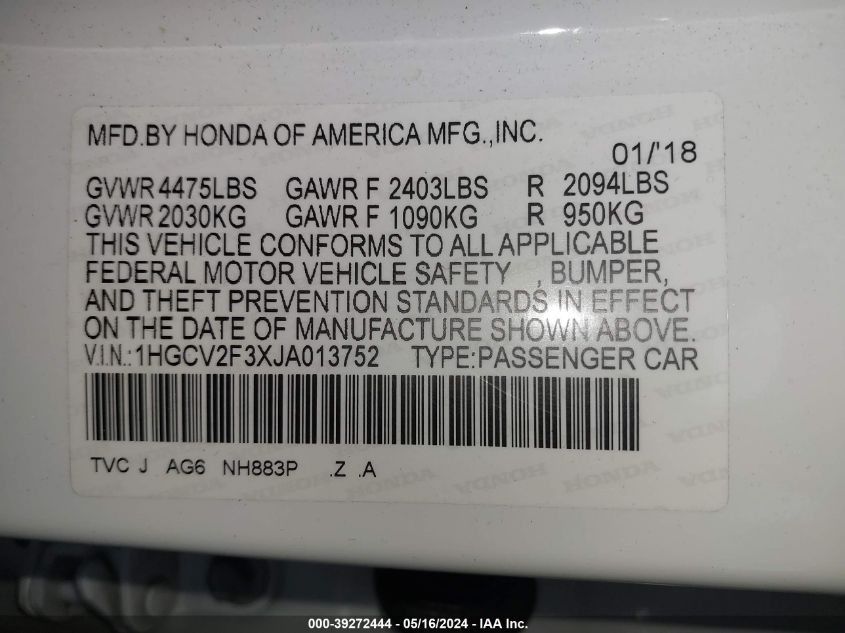 MFD.BY HONDA OF AMERICA MFG.,INC.
01/'18
GVWR 4475LBS GAWR F 2403LBS R 2094LBS
GVWR 2030KG GAWR F 1090KG R 950KG
THIS VEHICLE CONFORMS TO ALL APPLICABLE
FEDERAL MOTOR VEHICLE SAFETY , BUMPER,
AND THEFT PREVENTION STANDARDS IN EFFECT
ON THE DATE OF MANUFACTURE SHOWN ABOVE.
V.I.N.:1HGCV2F3XJA013752 TYPE:PASSENGER CAR
TVC J AG6 NH883P .Z .A
000-39272444 - 05/16/2024 - IAA Inc.